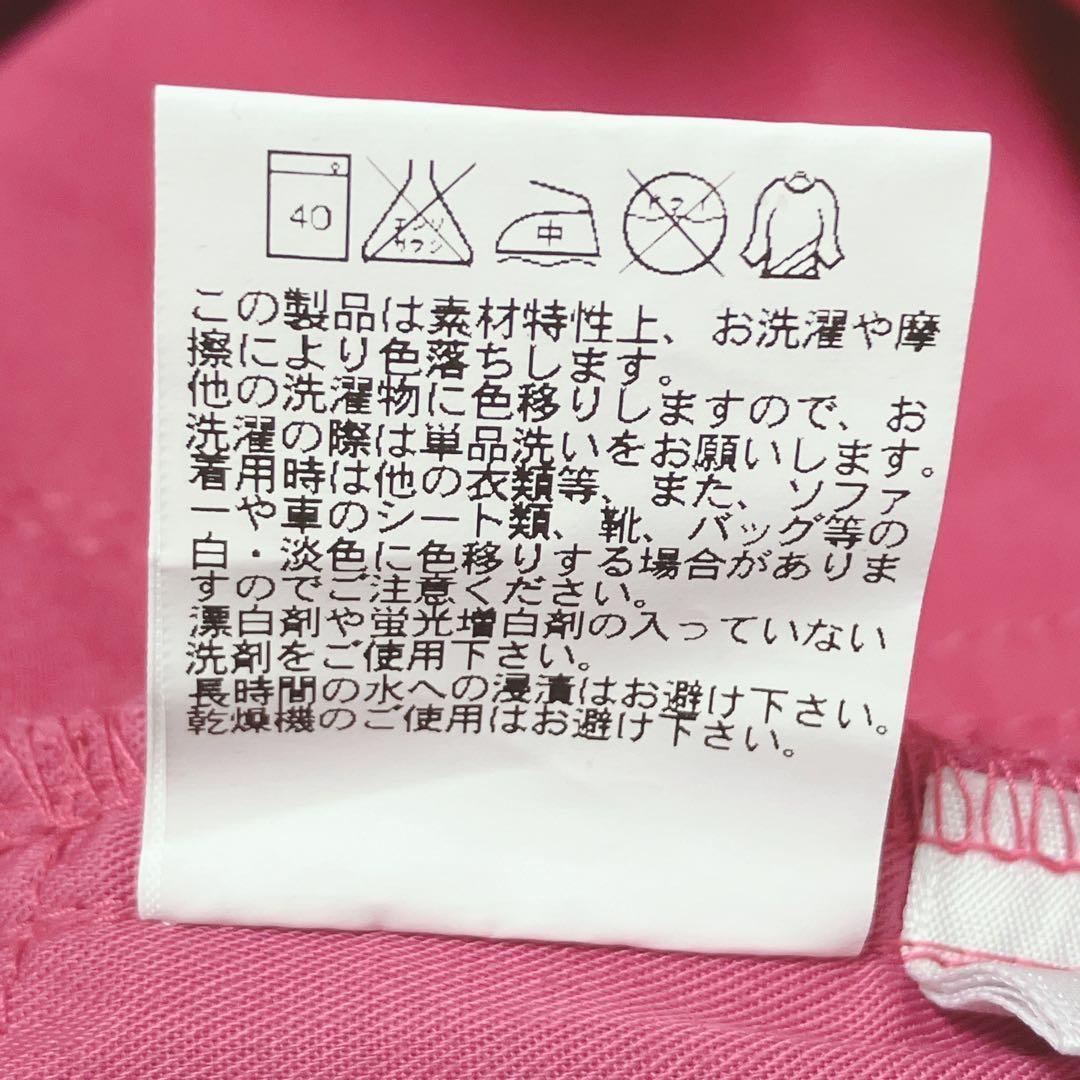 40
エンソ
サラシ
中
ドライ
この製品は素材特性上、お洗濯や摩
擦により色落ちします。
他の洗濯物に色移りしますので、お
洗濯の際は単品洗いをお願いします。
着用時は他の衣類等、また、ソファ
ーや車のシート類、靴、バッグ等の
白・淡色に色移りする場合がありま
すのでご注意ください。
漂白剤や蛍光増白剤の入っていない
洗剤をご使用下さい。
長時間の水への浸漬はお避け下さい。
乾燥機のご使用はお避け下さい。